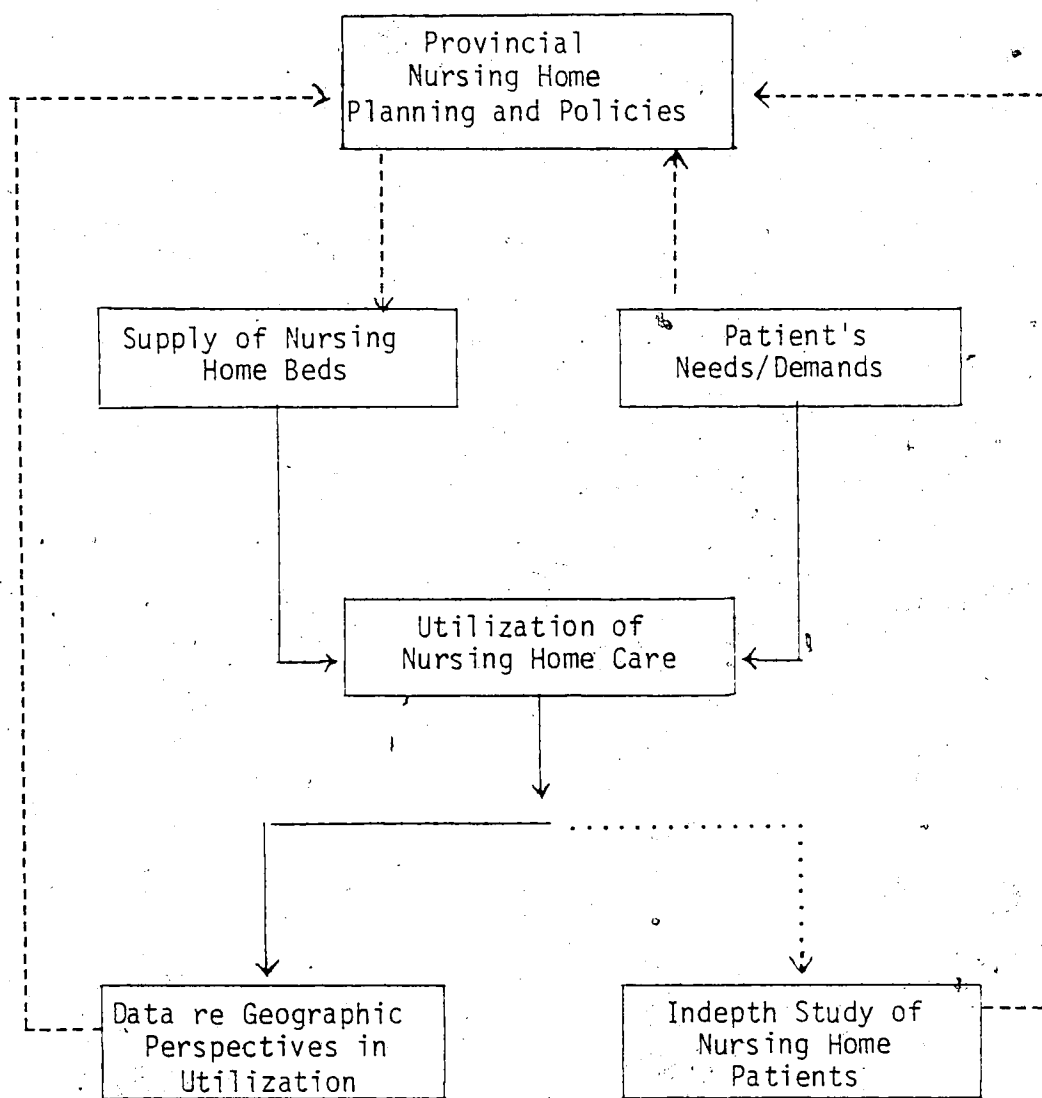 Provincial
Nursing Home
Planning and Policies
Supply of Nursing
Home Beds
Patient's
Needs/Demands
Utilization of
Nursing Home Care
Data re Geographic
Perspectives in
Utilization
Indepth Study of
Nursing Home
Patients